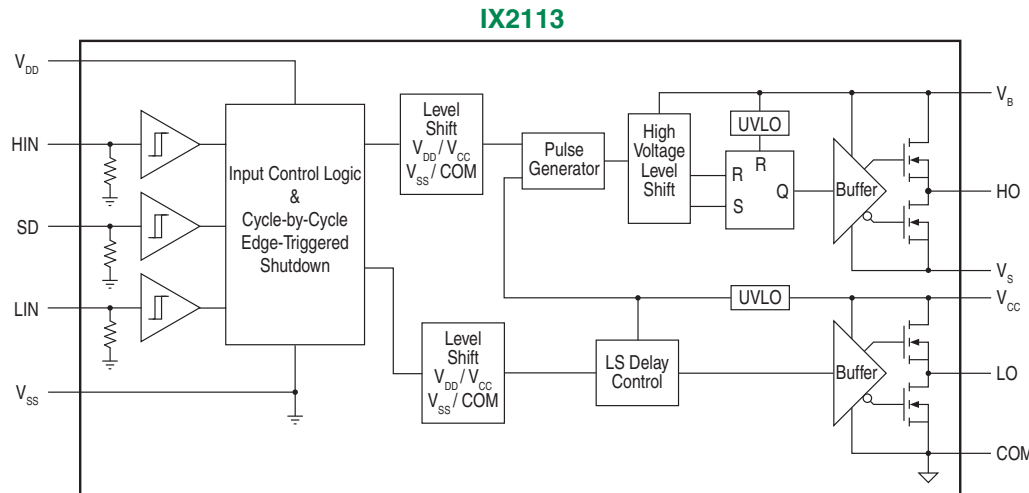 IX2113
VDD
HIN
SD
LIN
VSS
Input Control Logic
&
Cycle-by-Cycle
Edge-Triggered
Shutdown
Level
Shift
VDD / VCC
VSS / COM
Pulse
Generator
High
Voltage
Level
Shift
UVLO
R
R
S
Q
Buffer
VB
HO
VS
Level
Shift
VDD / VCC
VSS / COM
LS Delay
Control
UVLO
Buffer
VCC
LO
COM